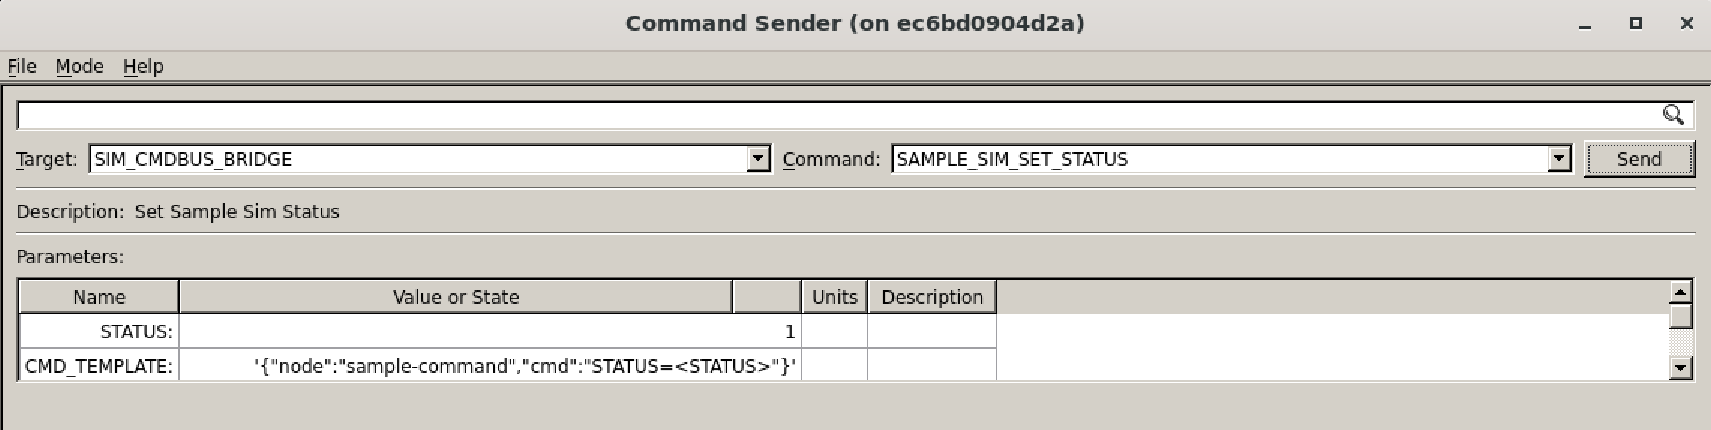 Command Sender (on ec6bd0904d2a)
File Mode Help
Target: SIM_CMDBUS_BRIDGE Command: SAMPLE_SIM_SET_STATUS Send
Description: Set Sample Sim Status
Parameters:
Name Value or State Units Description
STATUS: 1
CMD_TEMPLATE: '{"node":"sample-command","cmd":"STATUS=<STATUS>"}'